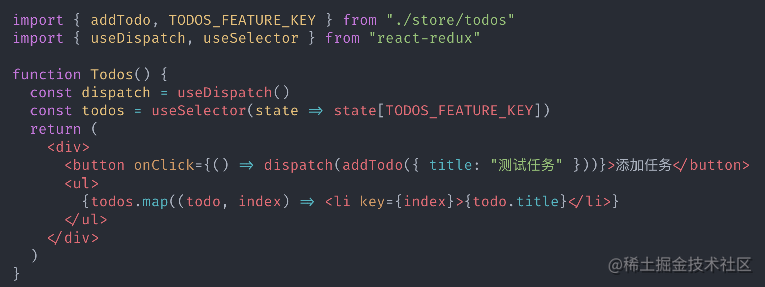 import { addTodo, TODOS_FEATURE_KEY } from "./store/todos"
import { useDispatch, useSelector } from "react-redux"
function Todos() {
const dispatch = useDispatch()
const todos = useSelector(state => state[TODOS_FEATURE_KEY])
return (
<div>
<button onClick={() => dispatch(addTodo({ title: "测试任务" }))}>添加任务</button>
<ul>
{todos.map((todo, index) => <li key={index}>{todo.title}</li>)}
</ul>
</div>
)
}
@稀土掘金技术社区